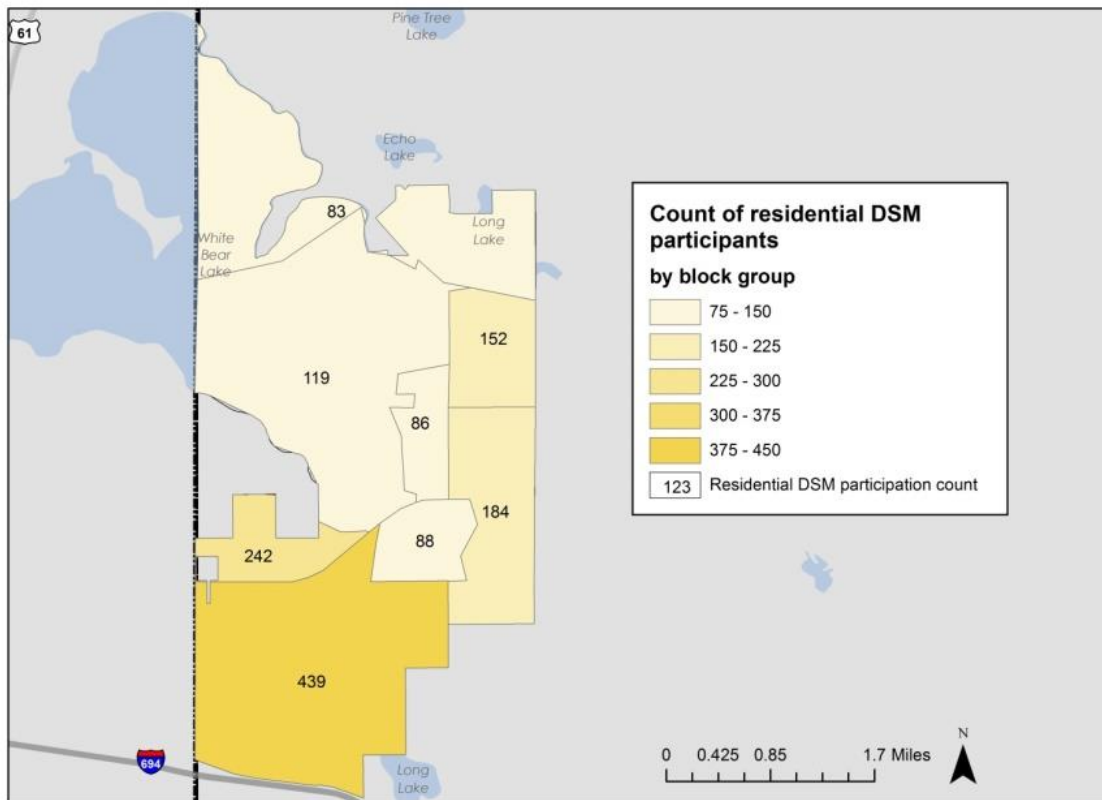 61
Pine Tree
Lake
Echo
Lake
83
Long
Lake
White
Bear
Lake
152
119
86
184
88
242
439
694
Long
Lake
Count of residential DSM
participants
by block group
75 - 150
150 - 225
225 - 300
300 - 375
375 - 450
123 Residential DSM participation count
0 0.425 0.85 1.7 Miles
N